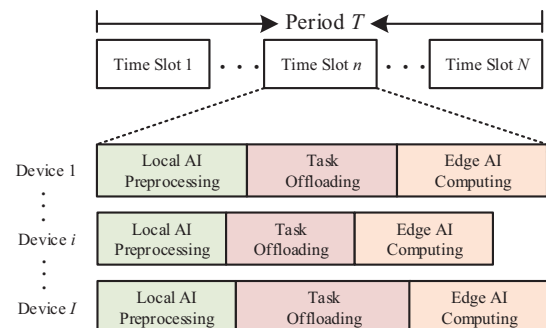 Period T
Time Slot 1 · · · Time Slot n · · · Time Slot N
Device 1
Local AI Preprocessing
Task Offloading
Edge AI Computing
Device i
Local AI Preprocessing
Task Offloading
Edge AI Computing
Device I
Local AI Preprocessing
Task Offloading
Edge AI Computing